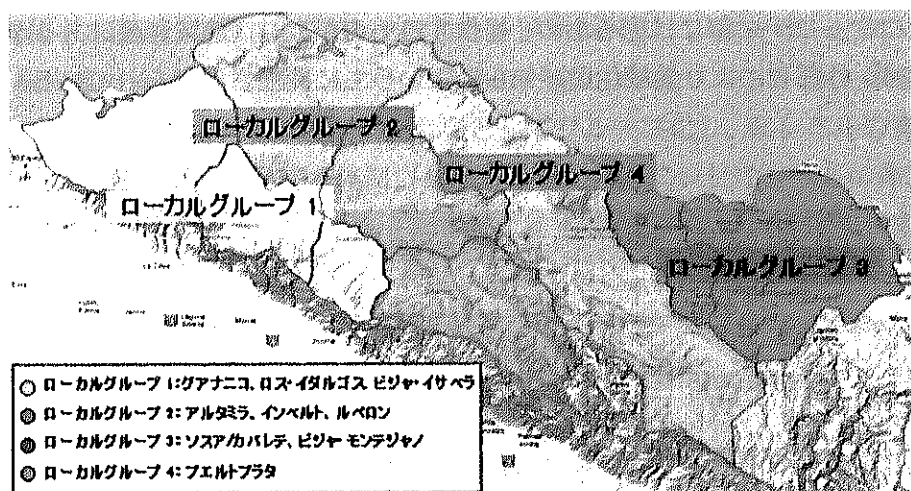 ローカルグループ 2
ローカルグループ 4
ローカルグループ 1
ローカルグループ 3
ローカルグループ 1:グアナニコ、ロス・イダルゴス ビジャ・イサベラ
ローカルグループ 2: アルタミラ、インベルト、ルペロン
ローカルグループ 3: ソスア/カバレテ、ビジャ モンテジャノ
ローカルグループ 4: プエルトプラタ